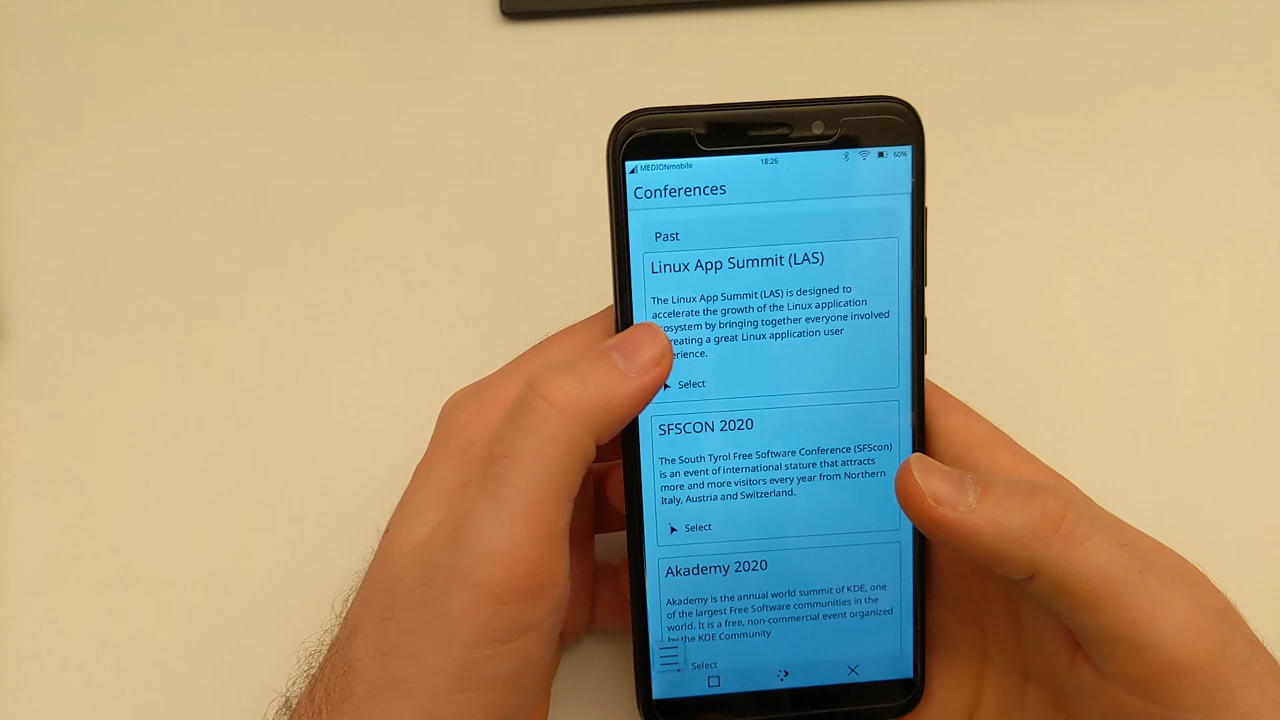 MEDIONmobile 18:26 60%
Conferences
Past
Linux App Summit (LAS)
The Linux App Summit (LAS) is designed to
accelerate the growth of the Linux application
cosystem by bringing together everyone involved
reating a great Linux application user
erience.
Select
SFSCON 2020
The South Tyrol Free Software Conference (SFScon)
is an event of international stature that attracts
more and more visitors every year from Northern
Italy, Austria and Switzerland.
Select
Akademy 2020
Akademy is the annual world summit of KDE, one
of the largest Free Software communities in the
world. It is a free, non-commercial event organized
by the KDE Community
Select